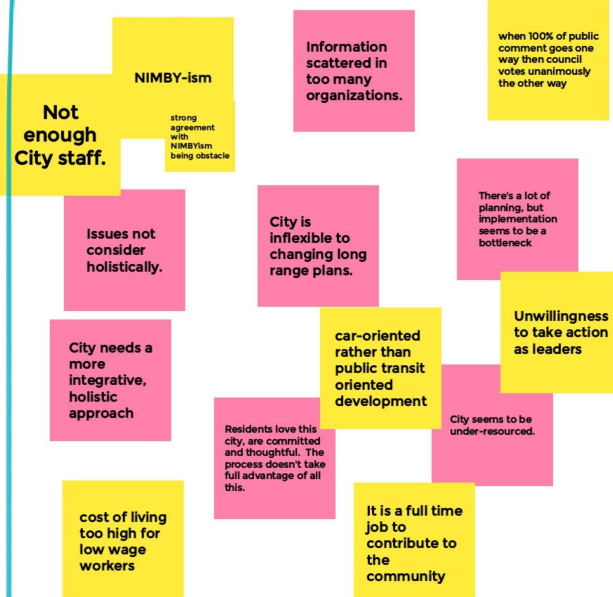 NIMBY-ism
Not
enough
City staff.
strong
agreement
with
NIMBYism
being obstacle
Information
scattered in
too many
organizations.
when 100% of public
comment goes one
way then council
votes unanimously
the other way
Issues not
consider
holistically.
City is
inflexible to
changing long
range plans.
There's a lot of
planning, but
implementation
seems to be a
bottleneck
Unwillingness
to take action
as leaders
City needs a
more
integrative,
holistic
approach
car-oriented
rather than
public transit
oriented
development
Residents love this
city, are committed
and thoughtful. The
process doesn't take
full advantage of all
this.
City seems to be
under-resourced.
cost of living
too high for
low wage
workers
It is a full time
job to
contribute to
the
community